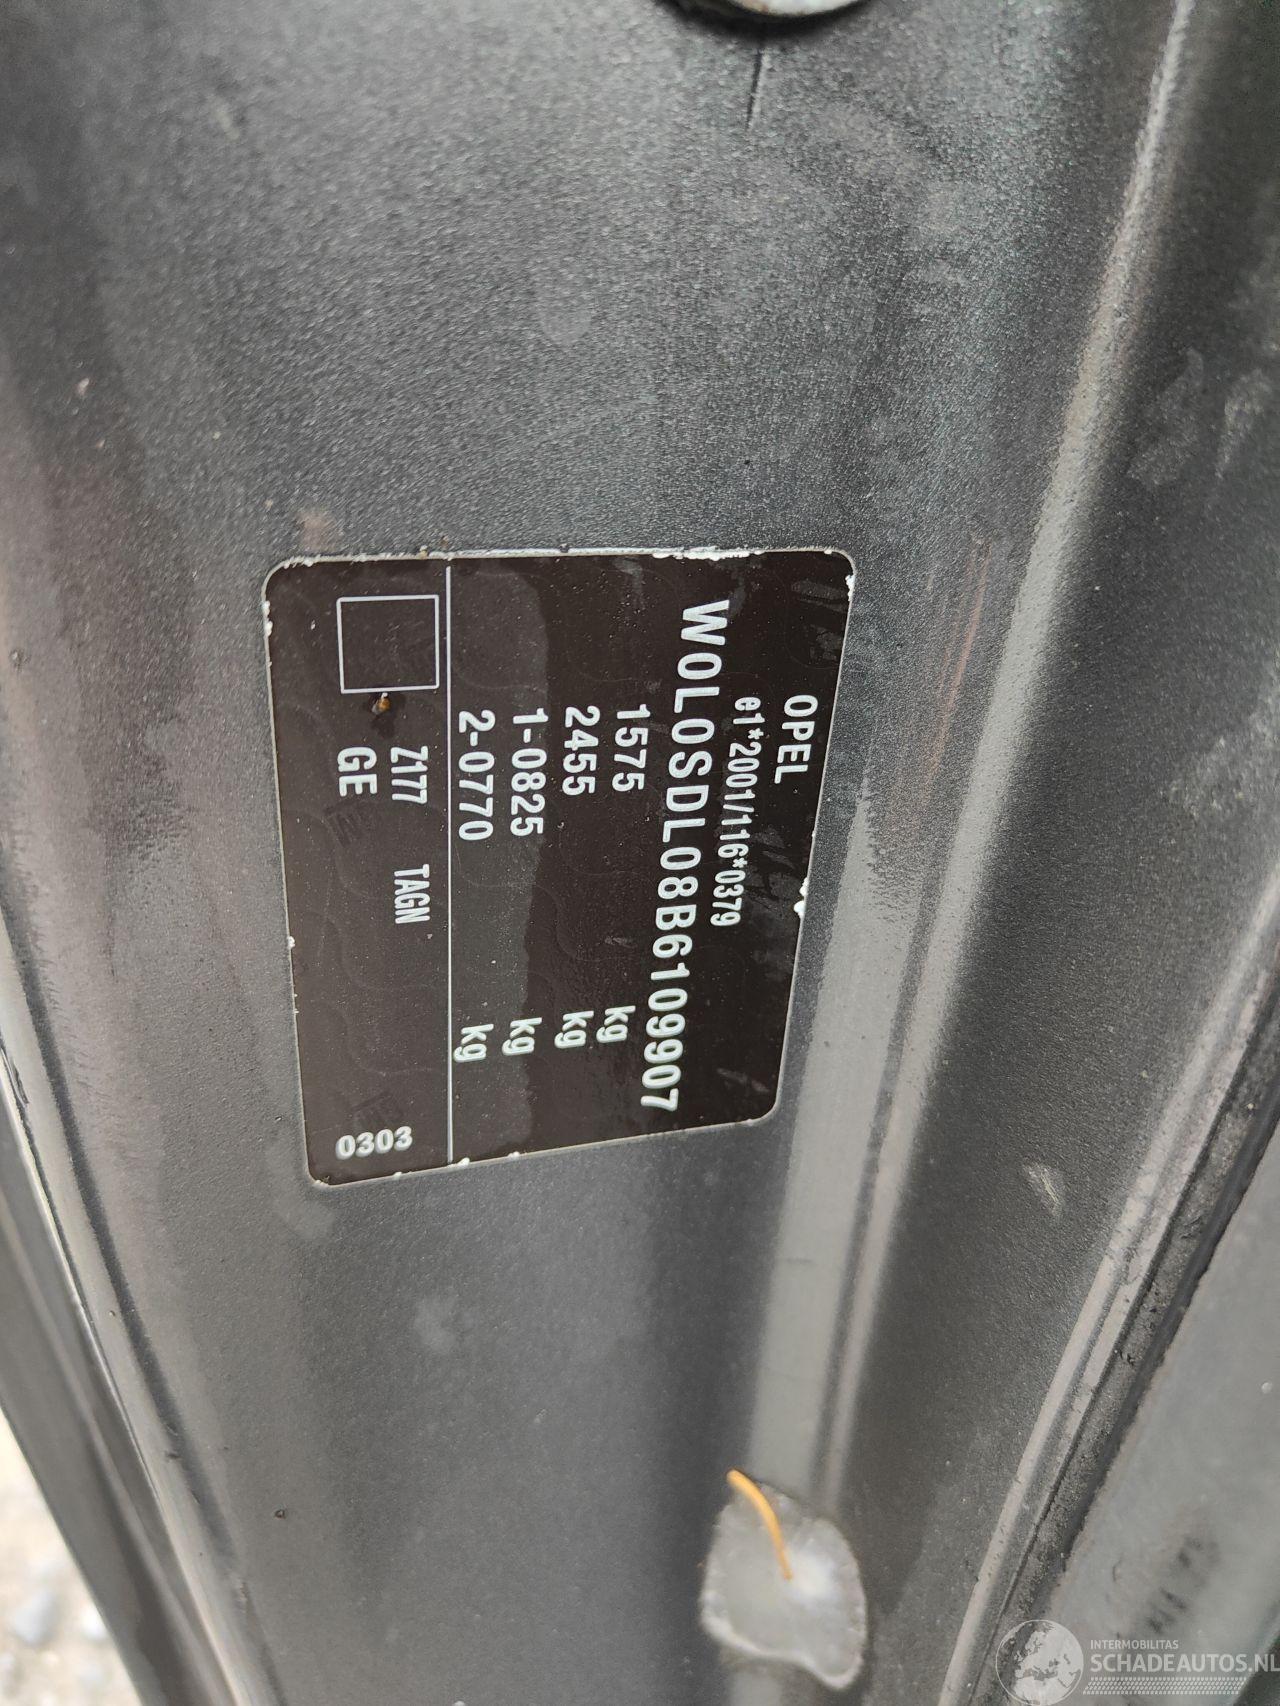 OPEL
e1*2001/116*0379
W0L0SDL08B6109907
1575 kg
2455 kg
1-0825 kg
2-0770 kg
Z177 TAGN
GE
0303
INTERMOBILITAS
SCHADEAUTOS.NL